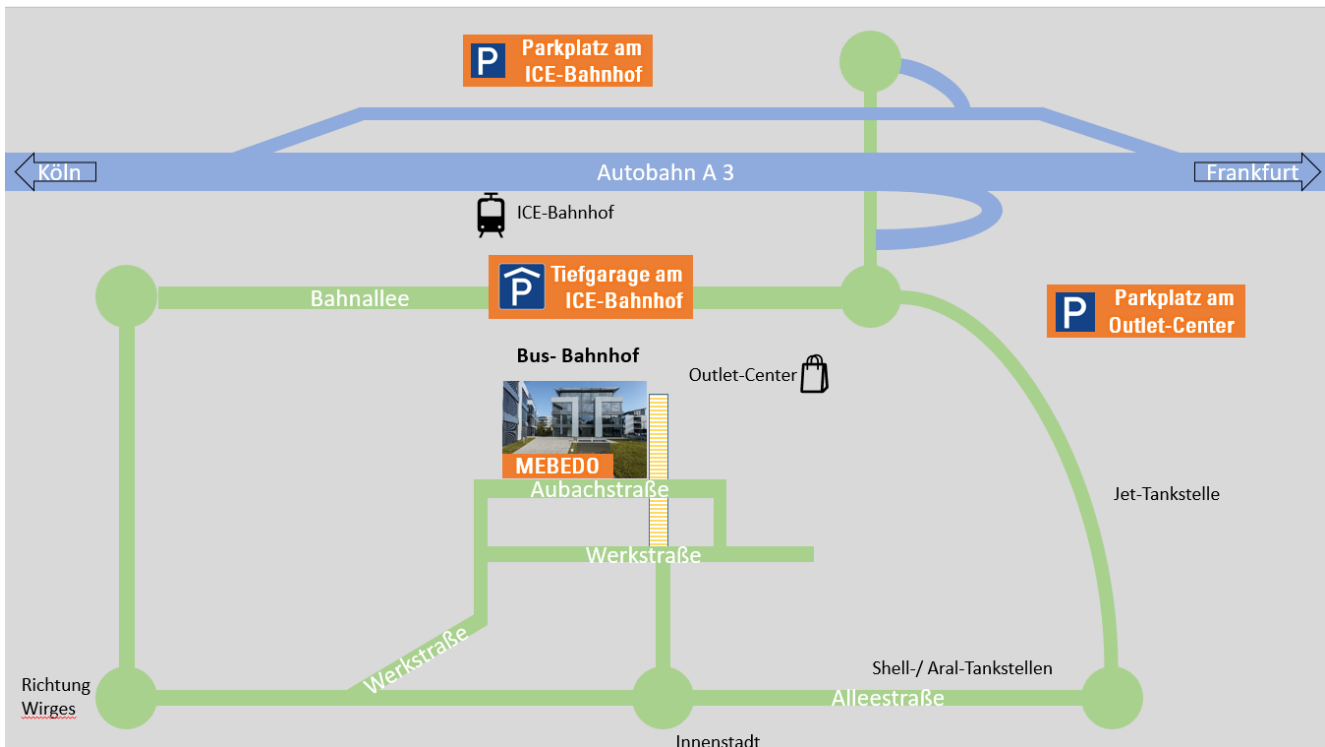 P
Parkplatz am
ICE-Bahnhof
Köln
Autobahn A 3
Frankfurt
ICE-Bahnhof
Bahnallee
P
Tiefgarage am
ICE-Bahnhof
P
Parkplatz am
Outlet-Center
Bus- Bahnhof
Outlet-Center
MEBEDO
Aubachstraße
Jet-Tankstelle
Werkstraße
Werkstraße
Shell-/ Aral-Tankstellen
Richtung
Wirges
Alleestraße
Innenstadt